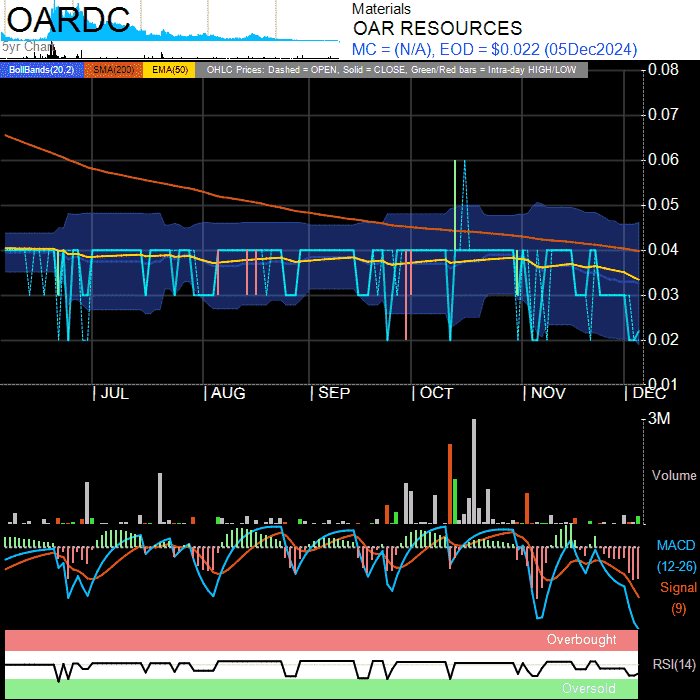 OARDC
5yr Chart
Materials
OAR RESOURCES
MC = (N/A), EOD = $0.022 (05Dec2024)
BollBands(20,2) SMA(200) EMA(50) OHLC Prices: Dashed = OPEN, Solid = CLOSE, Green/Red bars = Intra-day HIGH/LOW
0.08
0.07
0.06
0.05
0.04
0.03
0.02
0.01
JUL AUG SEP OCT NOV DEC
3M
Volume
MACD
(12-26)
Signal
(9)
Overbought
RSI(14)
Oversold